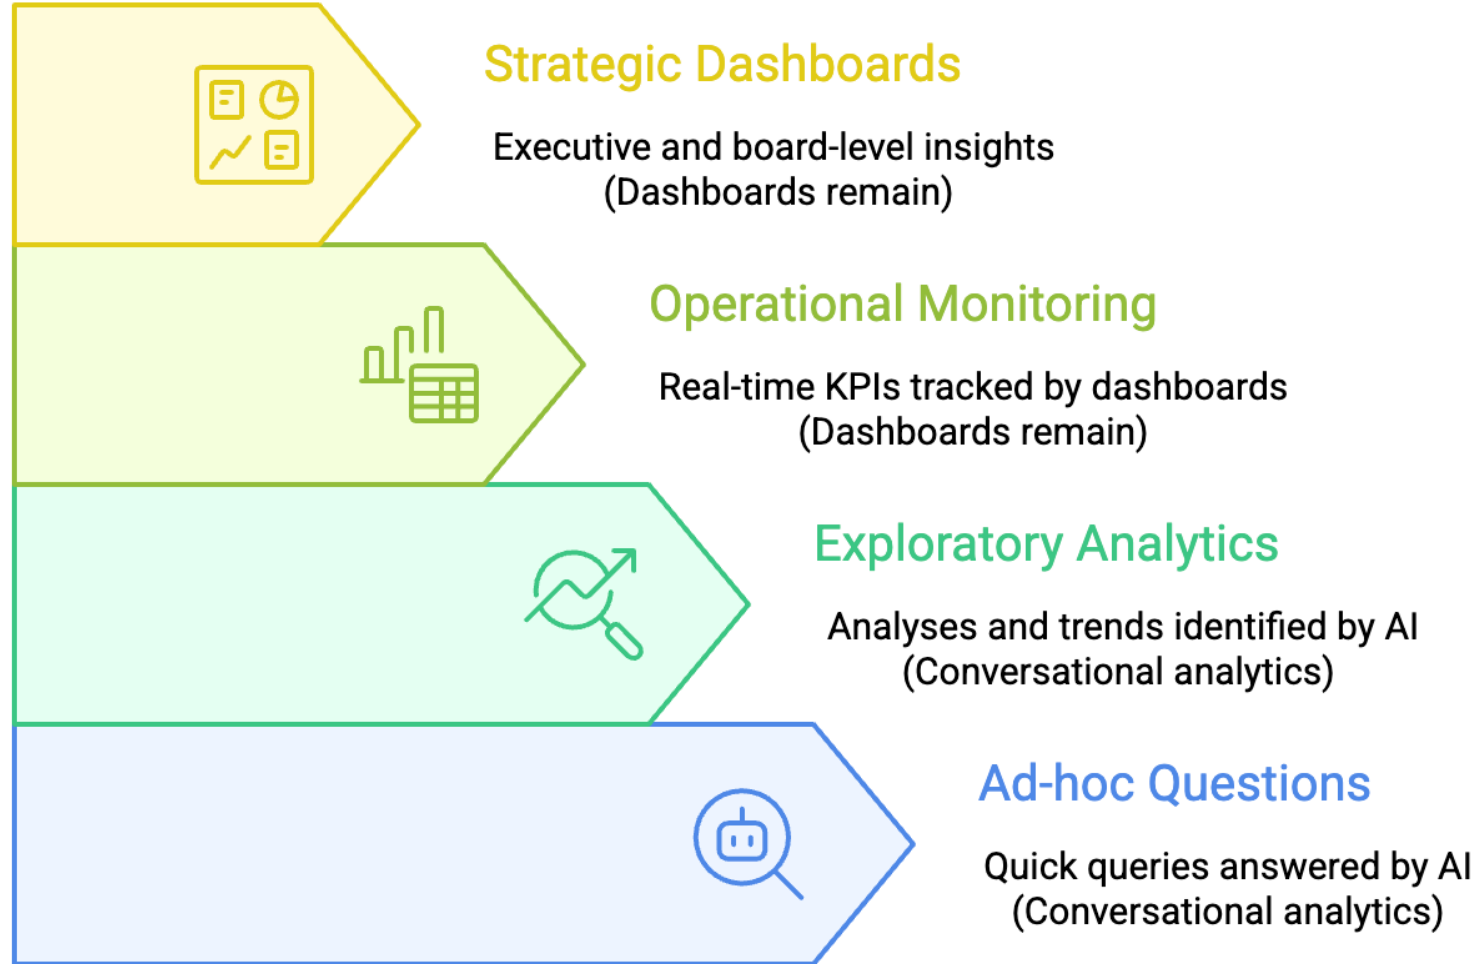 Strategic Dashboards
Executive and board-level insights
(Dashboards remain)
Operational Monitoring
Real-time KPIs tracked by dashboards
(Dashboards remain)
Exploratory Analytics
Analyses and trends identified by AI
(Conversational analytics)
Ad-hoc Questions
Quick queries answered by AI
(Conversational analytics)